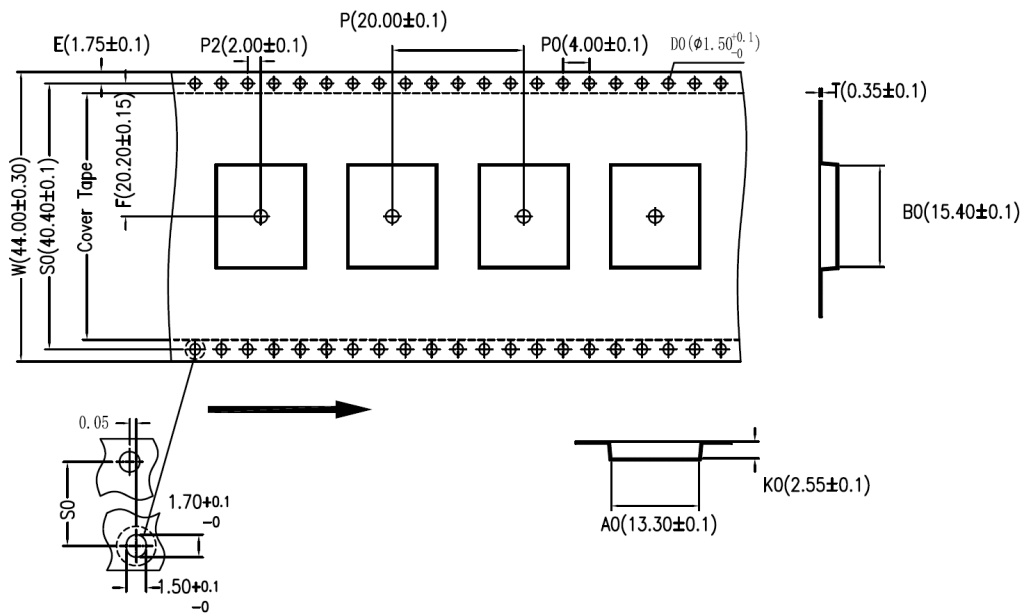 P(20.00±0.1)
E(1.75±0.1)
P2(2.00±0.1)
P0(4.00±0.1)
D0(ϕ1.50+0.1
-0)
T(0.35±0.1)
W(44.00±0.30)
S0(40.40±0.1)
Cover Tape
F(20.20±0.15)
B0(15.40±0.1)
0.05
S0
1.70+0.1
-0
1.50+0.1
-0
K0(2.55±0.1)
A0(13.30±0.1)